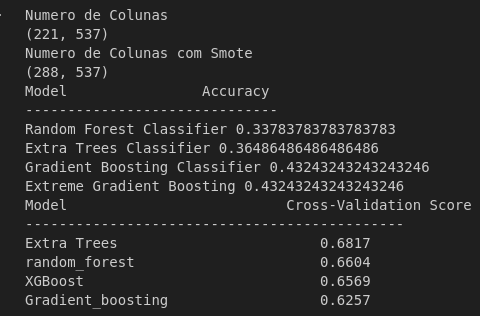 Numero de Colunas
(221, 537)
Numero de Colunas com Smote
(288, 537)
Model Accuracy
------------------------------
Random Forest Classifier 0.33783783783783783
Extra Trees Classifier 0.36486486486486486
Gradient Boosting Classifier 0.43243243243243246
Extreme Gradient Boosting 0.43243243243243246
Model Cross-Validation Score
---------------------------------------------
Extra Trees 0.6817
random_forest 0.6604
XGBoost 0.6569
Gradient_boosting 0.6257